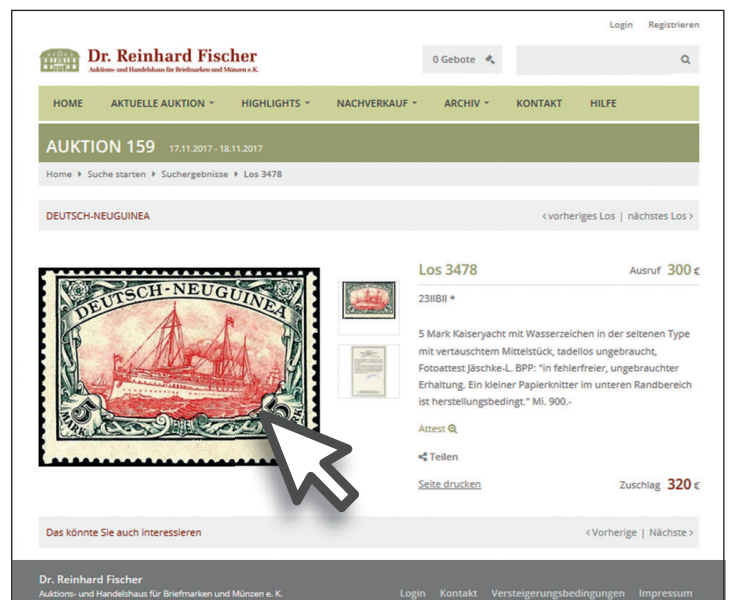 Login Registrieren
Dr. Reinhard Fischer
Auktions- und Handelshaus für Briefmarken und Münzen e.K.
0 Gebote
HOME AKTUELLE AUKTION HIGHLIGHTS NACHVERKAUF ARCHIV KONTAKT HILFE
AUKTION 159 17.11.2017 - 18.11.2017
Home Suche starten Suchergebnisse Los 3478
DEUTSCH-NEUGUINEA
< vorheriges Los | nächstes Los >
DEUTSCH-NEUGUINEA
5
MARK
5
Los 3478 Ausruf 300 €
23IIBII *
5 Mark Kaiseryacht mit Wasserzeichen in der seltenen Type
mit vertauschtem Mittelstück, tadellos ungebraucht,
Fotoattest Jäschke-L. BPP: "in fehlerfreier, ungebrauchter
Erhaltung. Ein kleiner Papierknitter im unteren Randbereich
ist herstellungsbedingt." Mi. 900.-
Attest
Teilen
Seite drucken Zuschlag 320 €
Das könnte Sie auch interessieren < Vorherige | Nächste >
Dr. Reinhard Fischer
Auktions- und Handelshaus für Briefmarken und Münzen e. K.
Login Kontakt Versteigerungsbedingungen Impressum